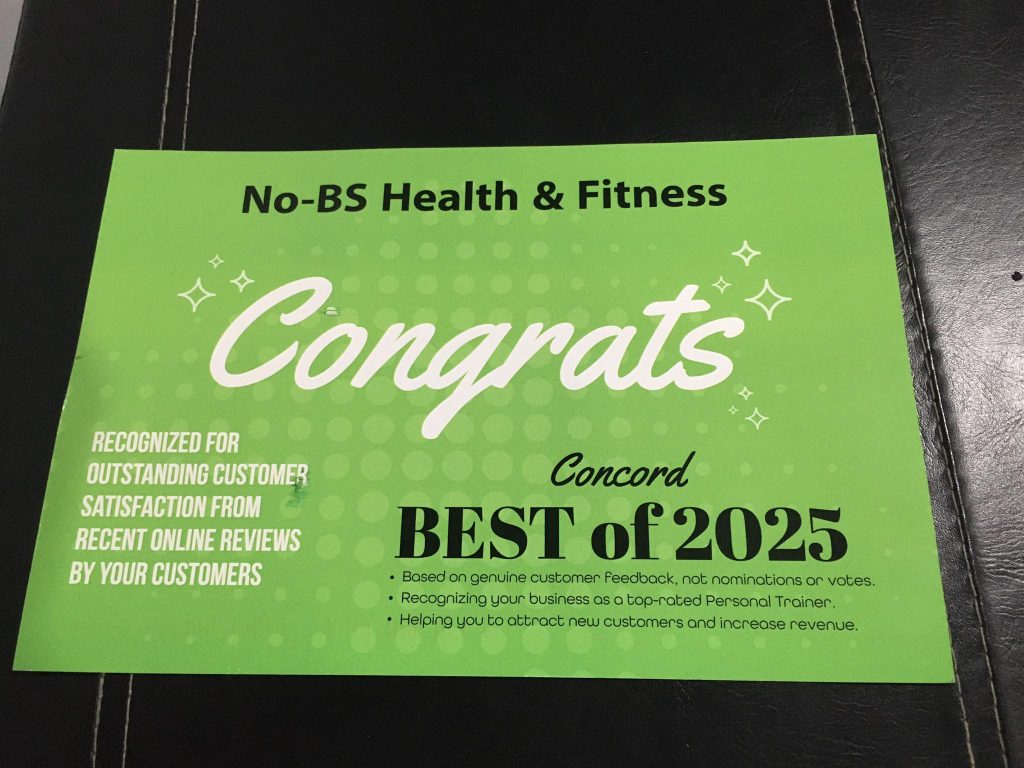 No-BS Health & Fitness
Congrats
RECOGNIZED FOR
OUTSTANDING CUSTOMER
SATISFACTION FROM
RECENT ONLINE REVIEWS
BY YOUR CUSTOMERS
Concord
BEST of 2025
• Based on genuine customer feedback, not nominations or votes.
• Recognizing your business as a top-rated Personal Trainer.
• Helping you to attract new customers and increase revenue.